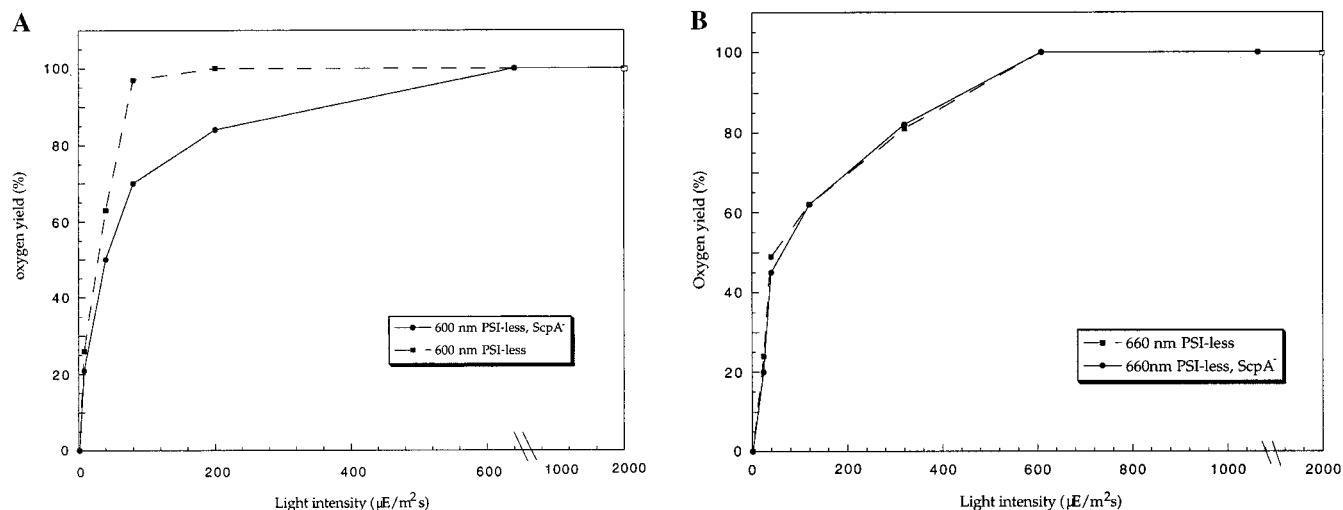 A
100
80
60
40
20
0
oxygen yield (%)
600 nm PSI-less, ScpA-
600 nm PSI-less
0 200 400 600 1000 2000
Light intensity (µE/m2s)
B
100
80
60
40
20
0
Oxygen yield (%)
660 nm PSI-less
660nm PSI-less, ScpA-
0 200 400 600 800 1000 2000
Light intensity (µE/m2s)